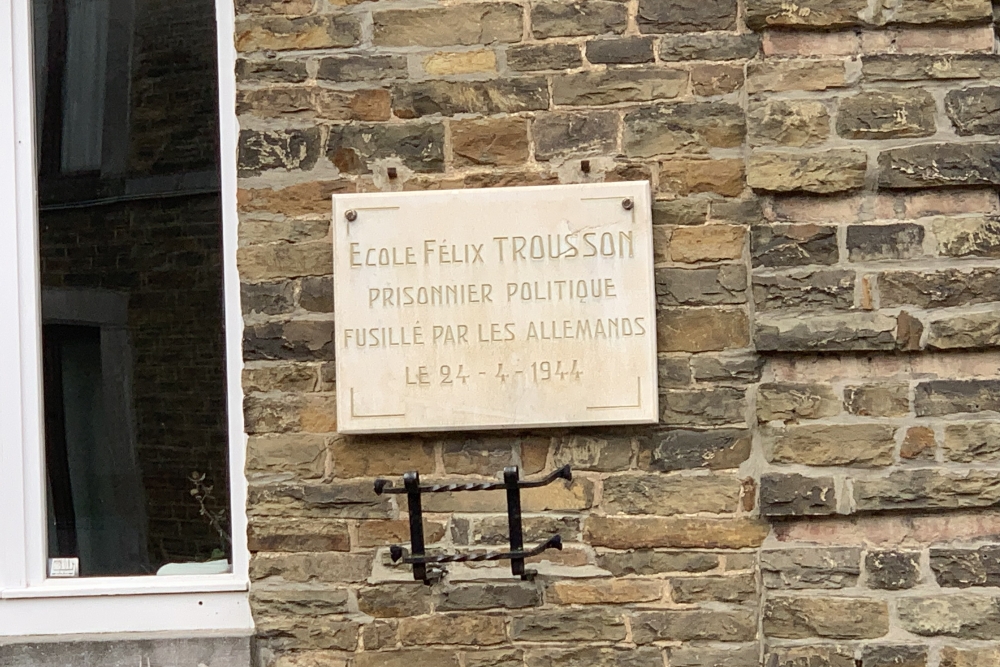 ECOLE FÉLIX TROUSSON
PRISONNIER POLITIQUE
FUSILLÉ PAR LES ALLEMANDS
LE 24 - 4 - 1944